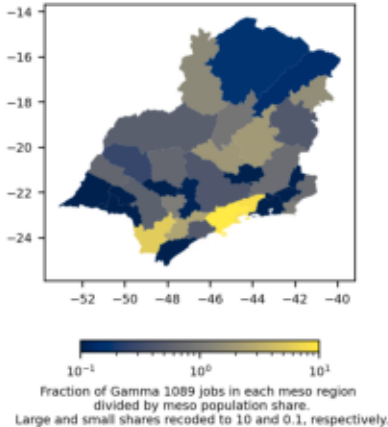 −14
−16
−18
−20
−22
−24
−52 −50 −48 −46 −44 −42 −40
10⁻¹ 10⁰ 10¹
Fraction of Gamma 1089 jobs in each meso region
divided by meso population share.
Large and small shares recoded to 10 and 0.1, respectively.